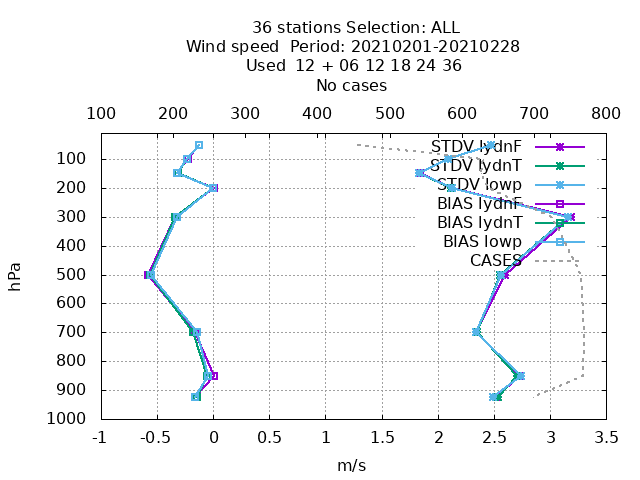 36 stations Selection: ALL
Wind speed  Period: 20210201-20210228
Used  12 + 06 12 18 24 36
No cases
100 200 300 400 500 600 700 800
STDV lydnF
STDV lydnT
STDV lowp
BIAS lydnF
BIAS lydnT
BIAS lowp
CASES
hPa
100
200
300
400
500
600
700
800
900
1000
-1 -0.5 0 0.5 1 1.5 2 2.5 3 3.5
m/s